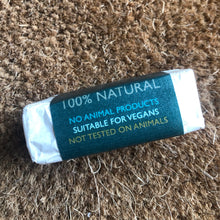 100% NATURAL
NO ANIMAL PRODUCTS
SUITABLE FOR VEGANS
NOT TESTED ON ANIMALS